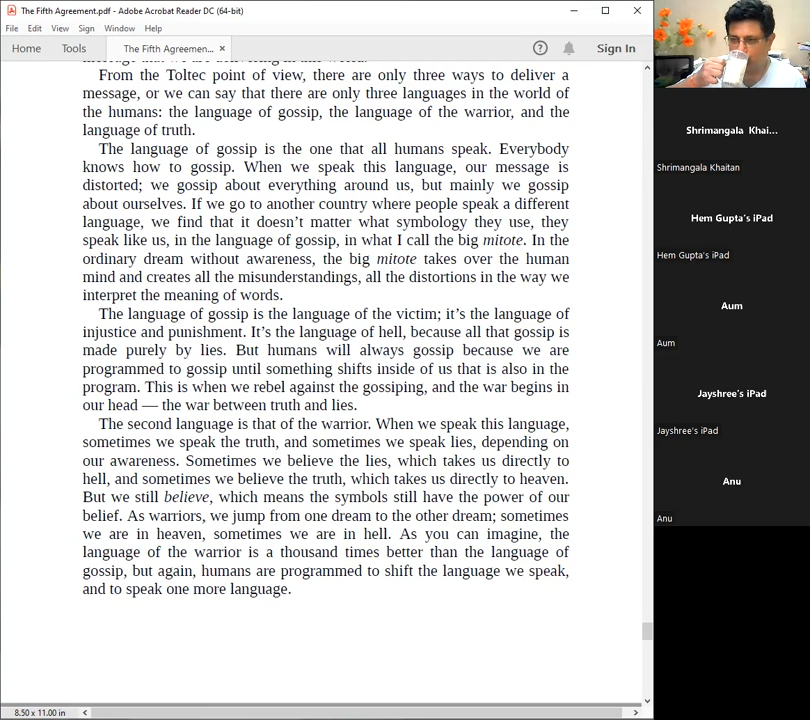 The Fifth Agreement.pdf - Adobe Acrobat Reader DC (64-bit)
File Edit View Sign Window Help
Home Tools The Fifth Agreemen... × Sign In
message that we are delivering in this world.
From the Toltec point of view, there are only three ways to deliver a
message, or we can say that there are only three languages in the world of
the humans: the language of gossip, the language of the warrior, and the
language of truth.
The language of gossip is the one that all humans speak. Everybody
knows how to gossip. When we speak this language, our message is
distorted; we gossip about everything around us, but mainly we gossip
about ourselves. If we go to another country where people speak a different
language, we find that it doesn’t matter what symbology they use, they
speak like us, in the language of gossip, in what I call the big mitote. In the
ordinary dream without awareness, the big mitote takes over the human
mind and creates all the misunderstandings, all the distortions in the way we
interpret the meaning of words.
The language of gossip is the language of the victim; it’s the language of
injustice and punishment. It’s the language of hell, because all that gossip is
made purely by lies. But humans will always gossip because we are
programmed to gossip until something shifts inside of us that is also in the
program. This is when we rebel against the gossiping, and the war begins in
our head — the war between truth and lies.
The second language is that of the warrior. When we speak this language,
sometimes we speak the truth, and sometimes we speak lies, depending on
our awareness. Sometimes we believe the lies, which takes us directly to
hell, and sometimes we believe the truth, which takes us directly to heaven.
But we still believe, which means the symbols still have the power of our
belief. As warriors, we jump from one dream to the other dream; sometimes
we are in heaven, sometimes we are in hell. As you can imagine, the
language of the warrior is a thousand times better than the language of
gossip, but again, humans are programmed to shift the language we speak,
and to speak one more language.
8.50 x 11.00 in
Shrimangala Khai...
Shrimangala Khaitan
Hem Gupta's iPad
Hem Gupta's iPad
Aum
Aum
Jayshree's iPad
Jayshree's iPad
Anu
Anu